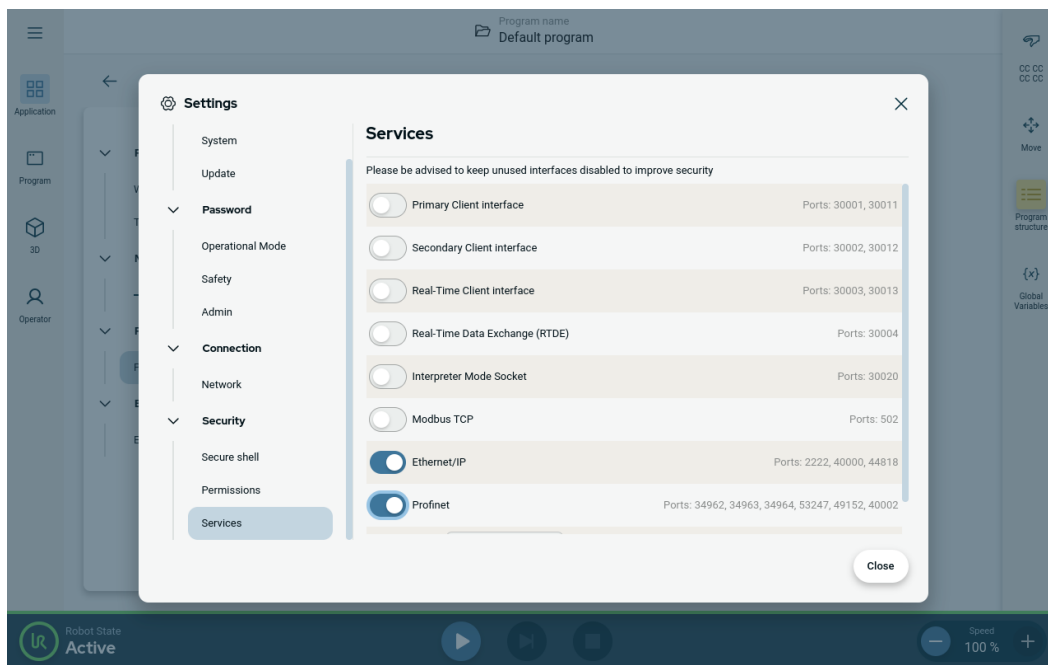 Program name
Default program
Application
Program
3D
Operator
Settings
System
Update
Password
Operational Mode
Safety
Admin
Connection
Network
Security
Secure shell
Permissions
Services
Services
Please be advised to keep unused interfaces disabled to improve security
Primary Client interface Ports: 30001, 30011
Secondary Client interface Ports: 30002, 30012
Real-Time Client interface Ports: 30003, 30013
Real-Time Data Exchange (RTDE) Ports: 30004
Interpreter Mode Socket Ports: 30020
Modbus TCP Ports: 502
Ethernet/IP Ports: 2222, 40000, 44818
Profinet Ports: 34962, 34963, 34964, 53247, 49152, 40002
Close
CC CC
CC CC
Move
Program
structure
{x}
Global
Variables
UR
Robot State
Active
Speed
100 %